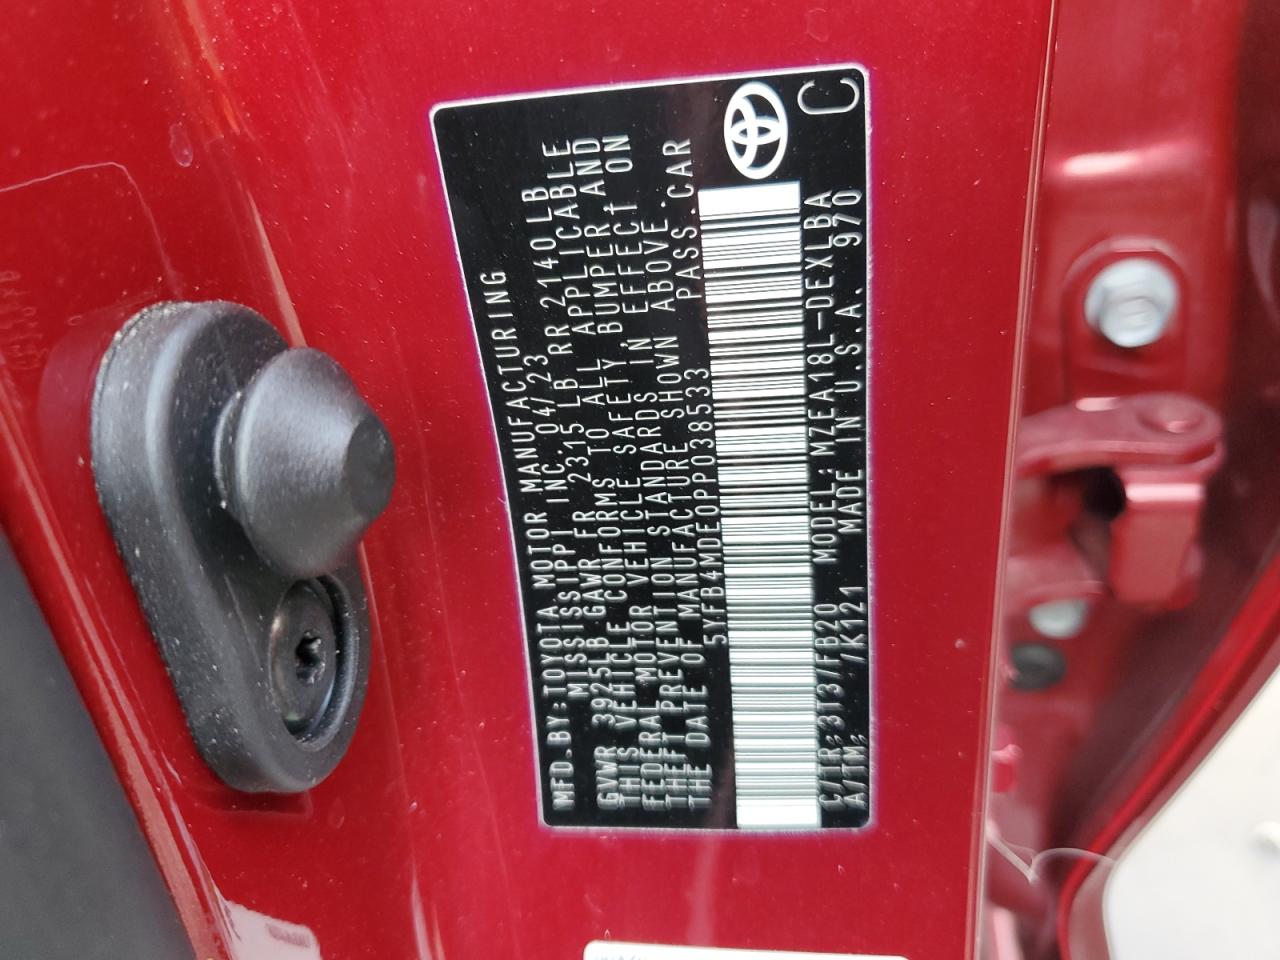 MFD.BY:TOYOTA MOTOR MANUFACTURING
MISSISSIPPI INC. 04/23
GVWR 3925LB GAWR FR 2315 LB RR 2140LB
THIS VEHICLE CONFORMS TO ALL APPLICABLE
FEDERAL MOTOR VEHICLE SAFETY, BUMPER AND
THEFT PREVENTION STANDARDS IN EFFECT ON
THE DATE OF MANUFACTURE SHOWN ABOVE.
5YFB4MDE0PP038533 PASS.CAR
C/TR:3T3/FB20 MODEL:MZEA18L-DEXLBA
A/TM: /K121 MADE IN U.S.A. 970
C